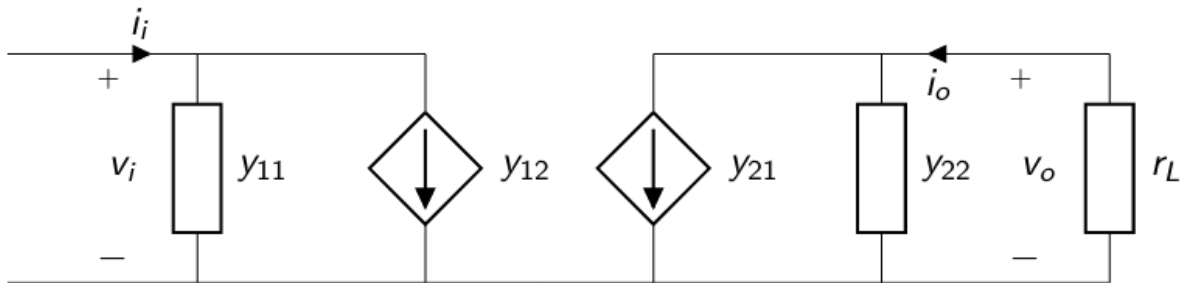 i_i
+ i_o +
v_i y_11 y_12 y_21 y_22 v_o r_L
− −